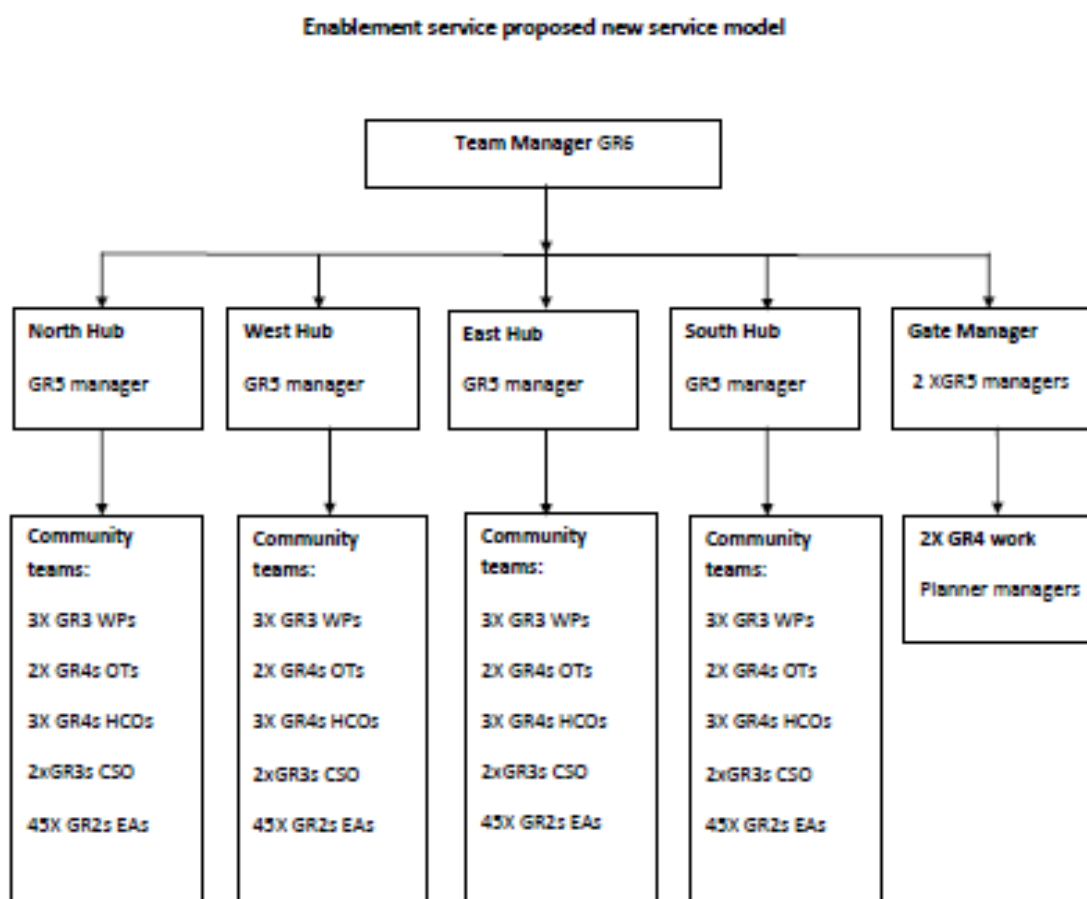 Enablement service proposed new service model
Team Manager GR6
North Hub
GR5 manager
West Hub
GR5 manager
East Hub
GR5 manager
South Hub
GR5 manager
Gate Manager
2 XGR5 managers
Community
teams:
3X GR3 WPs
2X GR4s OTs
3X GR4s HCOs
2xGR3s CSO
45X GR2s EAs
Community
teams:
3X GR3 WPs
2X GR4s OTs
3X GR4s HCOs
2xGR3s CSO
45X GR2s EAs
Community
teams:
3X GR3 WPs
2X GR4s OTs
3X GR4s HCOs
2xGR3s CSO
45X GR2s EAs
Community
teams:
3X GR3 WPs
2X GR4s OTs
3X GR4s HCOs
2xGR3s CSO
45X GR2s EAs
2X GR4 work
Planner managers